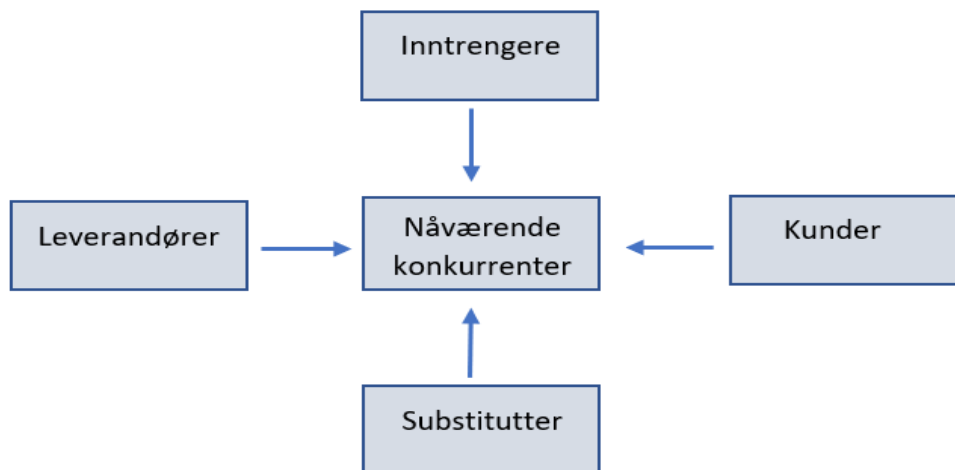 Inntrengere
Leverandører
Nåværende
konkurrenter
Kunder
Substitutter